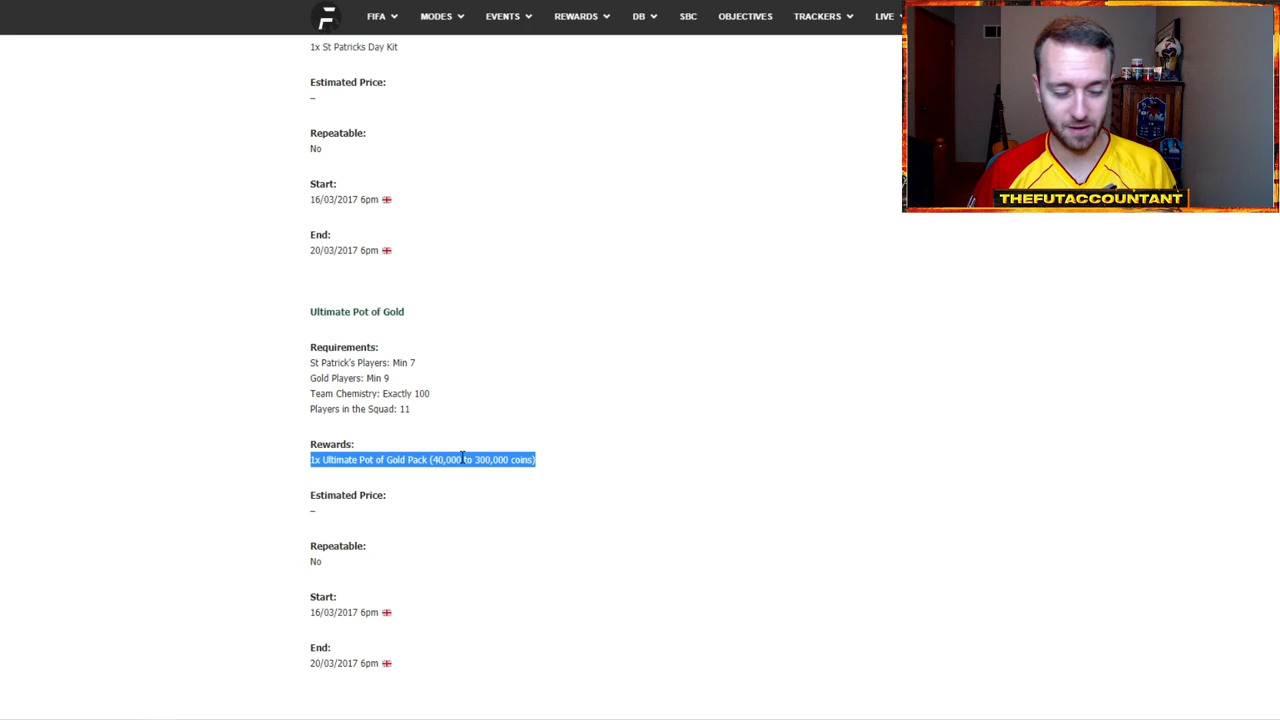 FIFA MODES EVENTS REWARDS DB SBC OBJECTIVES TRACKERS LIVE
1x St Patricks Day Kit
Estimated Price:
–
Repeatable:
No
Start:
16/03/2017 6pm
End:
20/03/2017 6pm
Ultimate Pot of Gold
Requirements:
St Patrick's Players: Min 7
Gold Players: Min 9
Team Chemistry: Exactly 100
Players in the Squad: 11
Rewards:
1x Ultimate Pot of Gold Pack (40,000 to 300,000 coins)
Estimated Price:
–
Repeatable:
No
Start:
16/03/2017 6pm
End:
20/03/2017 6pm
THEFUTACCOUNTANT